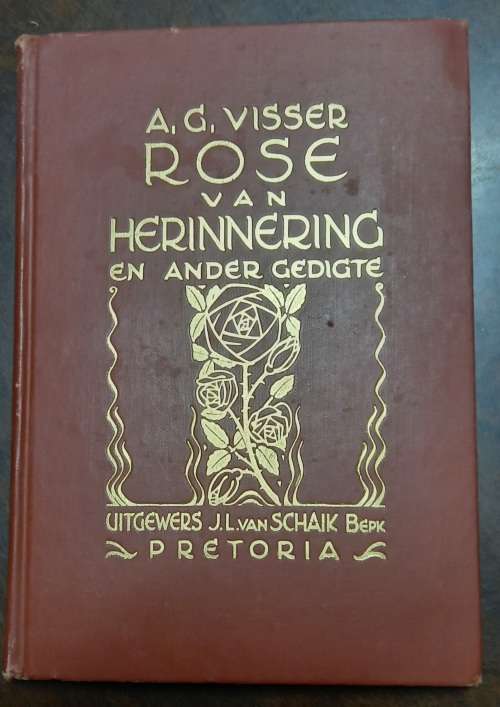 A. G. VISSER
ROSE
VAN
HERINNERING
EN ANDER GEDIGTE
UITGEWERS J. L. VAN SCHAIK BEPK
PRETORIA